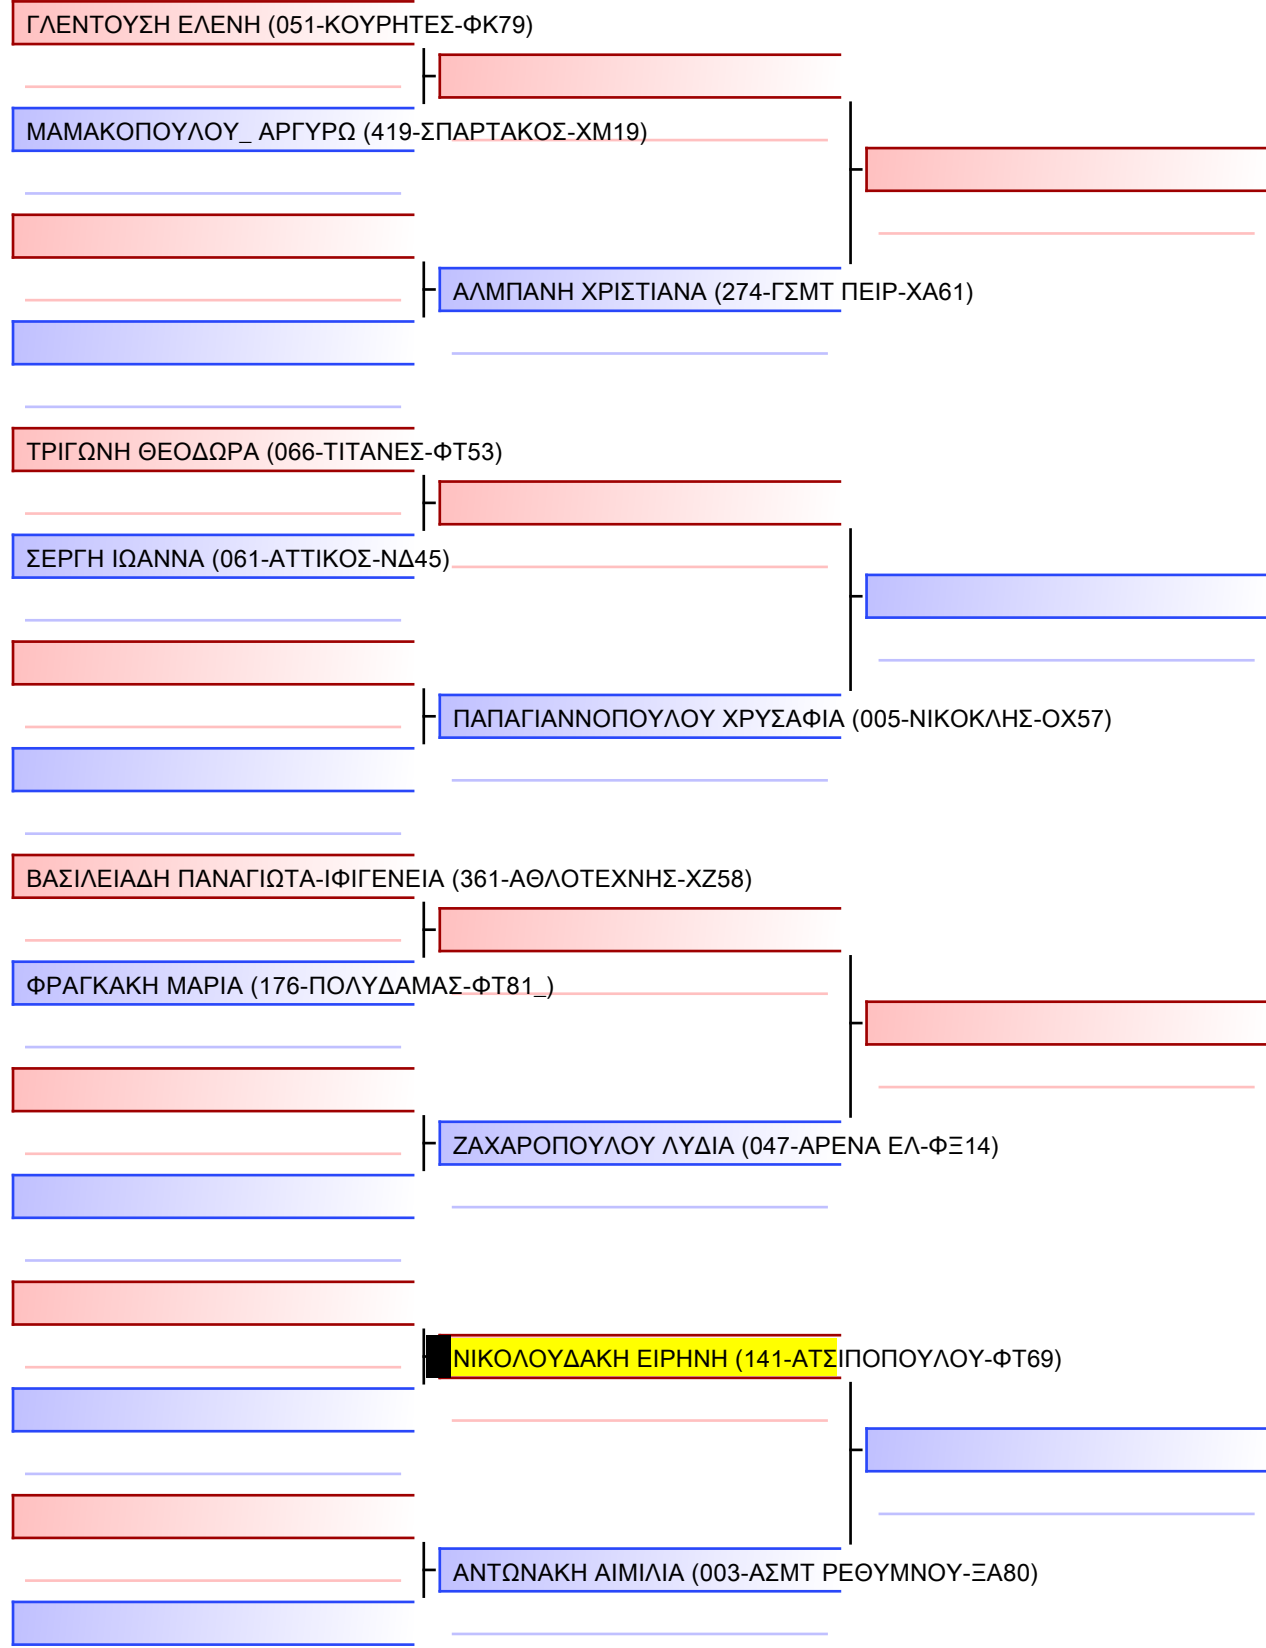 ΓΛΕΝΤΟΥΣΗ ΕΛΕΝΗ (051-ΚΟΥΡΗΤΕΣ-ΦΚ79)
ΜΑΜΑΚΟΠΟΥΛΟΥ_ ΑΡΓΥΡΩ (419-ΣΠΑΡΤΑΚΟΣ-ΧΜ19)
ΑΛΜΠΑΝΗ ΧΡΙΣΤΙΑΝΑ (274-ΓΣΜΤ ΠΕΙΡ-ΧΑ61)
ΤΡΙΓΩΝΗ ΘΕΟΔΩΡΑ (066-ΤΙΤΑΝΕΣ-ΦΤ53)
ΣΕΡΓΗ ΙΩΑΝΝΑ (061-ΑΤΤΙΚΟΣ-ΝΔ45)
ΠΑΠΑΓΙΑΝΝΟΠΟΥΛΟΥ ΧΡΥΣΑΦΙΑ (005-ΝΙΚΟΚΛΗΣ-ΟΧ57)
ΒΑΣΙΛΕΙΑΔΗ ΠΑΝΑΓΙΩΤΑ-ΙΦΙΓΕΝΕΙΑ (361-ΑΘΛΟΤΕΧΝΗΣ-ΧΖ58)
ΦΡΑΓΚΑΚΗ ΜΑΡΙΑ (176-ΠΟΛΥΔΑΜΑΣ-ΦΤ81_)
ΖΑΧΑΡΟΠΟΥΛΟΥ ΛΥΔΙΑ (047-ΑΡΕΝΑ ΕΛ-ΦΞ14)
ΝΙΚΟΛΟΥΔΑΚΗ ΕΙΡΗΝΗ (141-ΑΤΣΙΠΟΠΟΥΛΟΥ-ΦΤ69)
ΑΝΤΩΝΑΚΗ ΑΙΜΙΛΙΑ (003-ΑΣΜΤ ΡΕΘΥΜΝΟΥ-ΞΑ80)